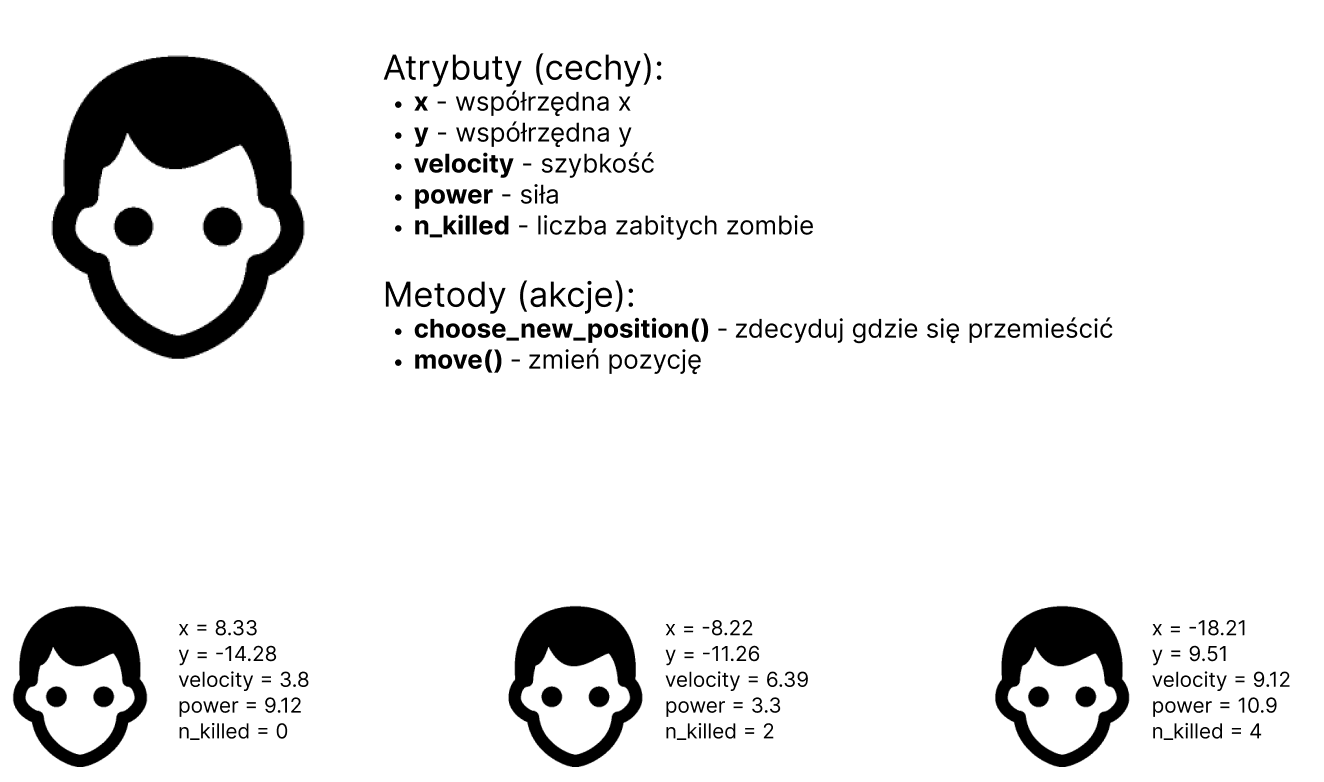 Atrybuty (cechy):
• x - współrzędna x
• y - współrzędna y
• velocity - szybkość
• power - siła
• n_killed - liczba zabitych zombie
Metody (akcje):
• choose_new_position() - zdecyduj gdzie się przemieścić
• move() - zmień pozycję
x = 8.33
y = -14.28
velocity = 3.8
power = 9.12
n_killed = 0
x = -8.22
y = -11.26
velocity = 6.39
power = 3.3
n_killed = 2
x = -18.21
y = 9.51
velocity = 9.12
power = 10.9
n_killed = 4